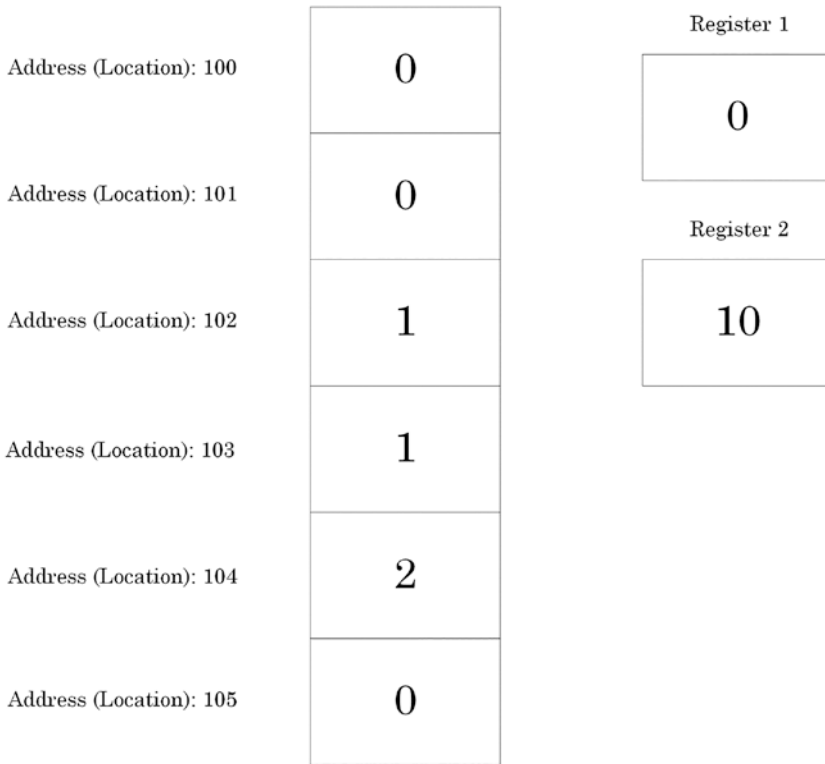 Address (Location): 100
0
Address (Location): 101
0
Address (Location): 102
1
Address (Location): 103
1
Address (Location): 104
2
Address (Location): 105
0
Register 1
0
Register 2
10